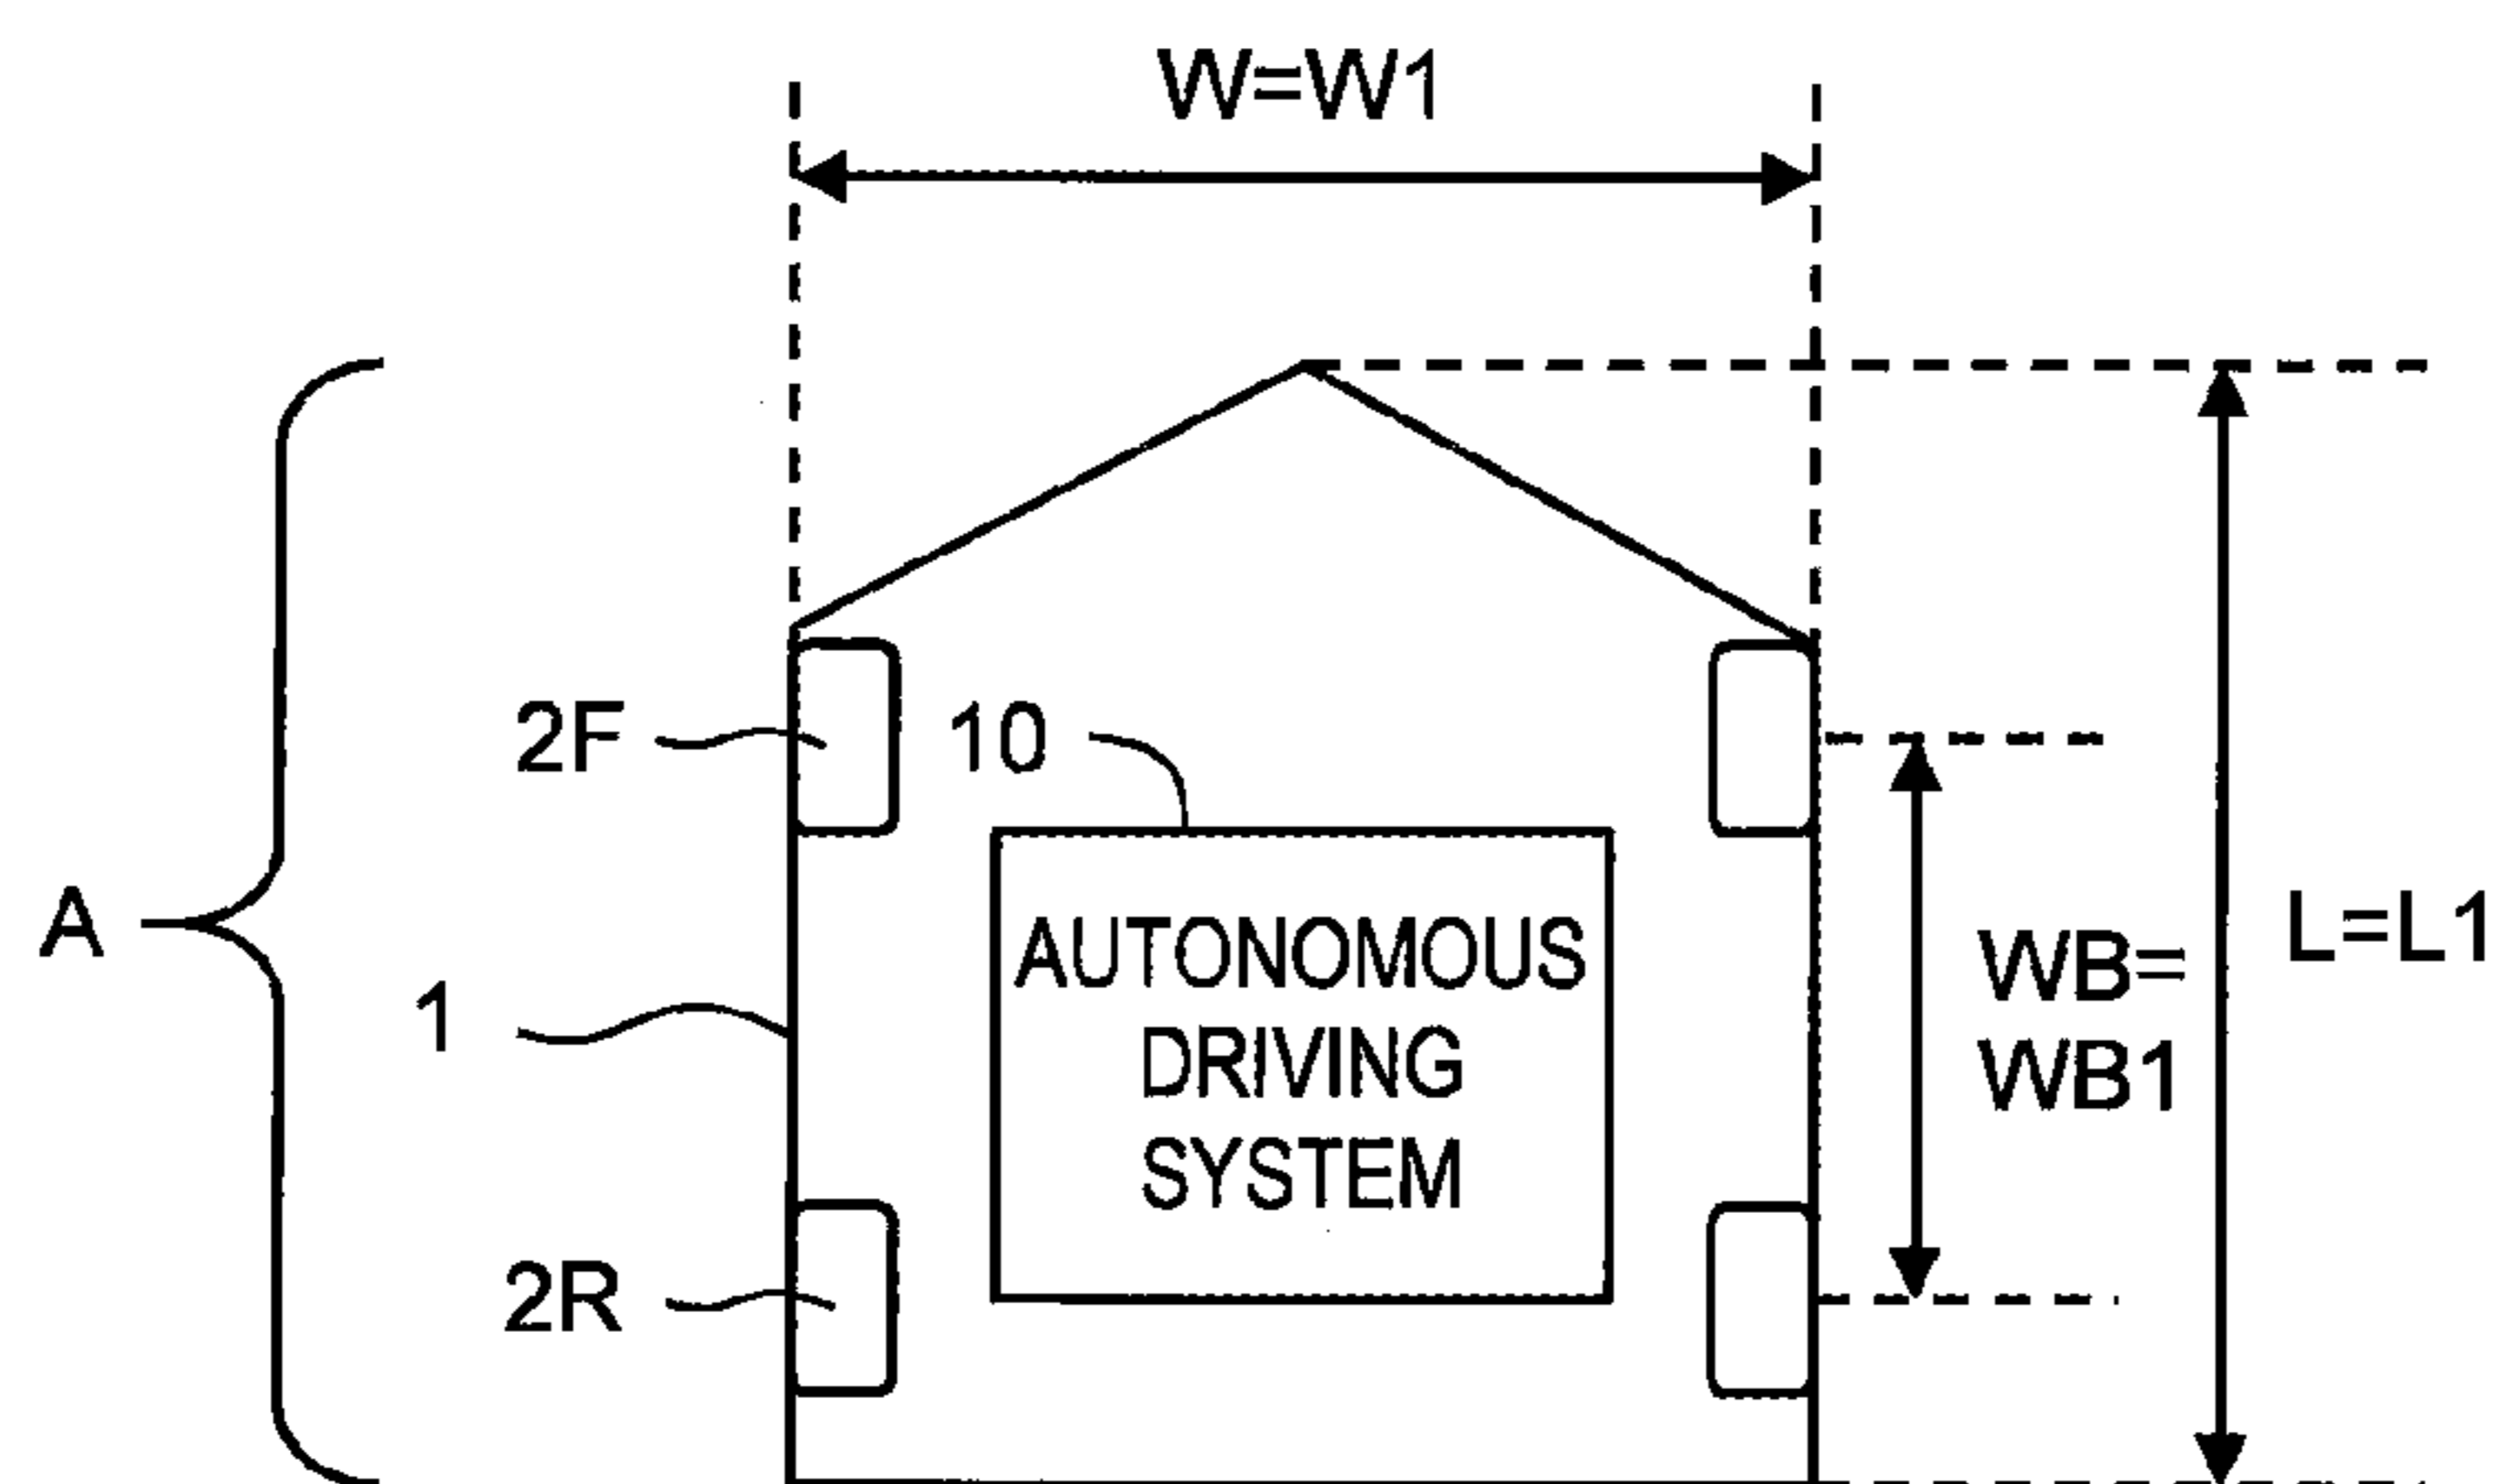 W=W1
2F
10
A
1
AUTONOMOUS
DRIVING
SYSTEM
WB=
WB1
L=L1
2R